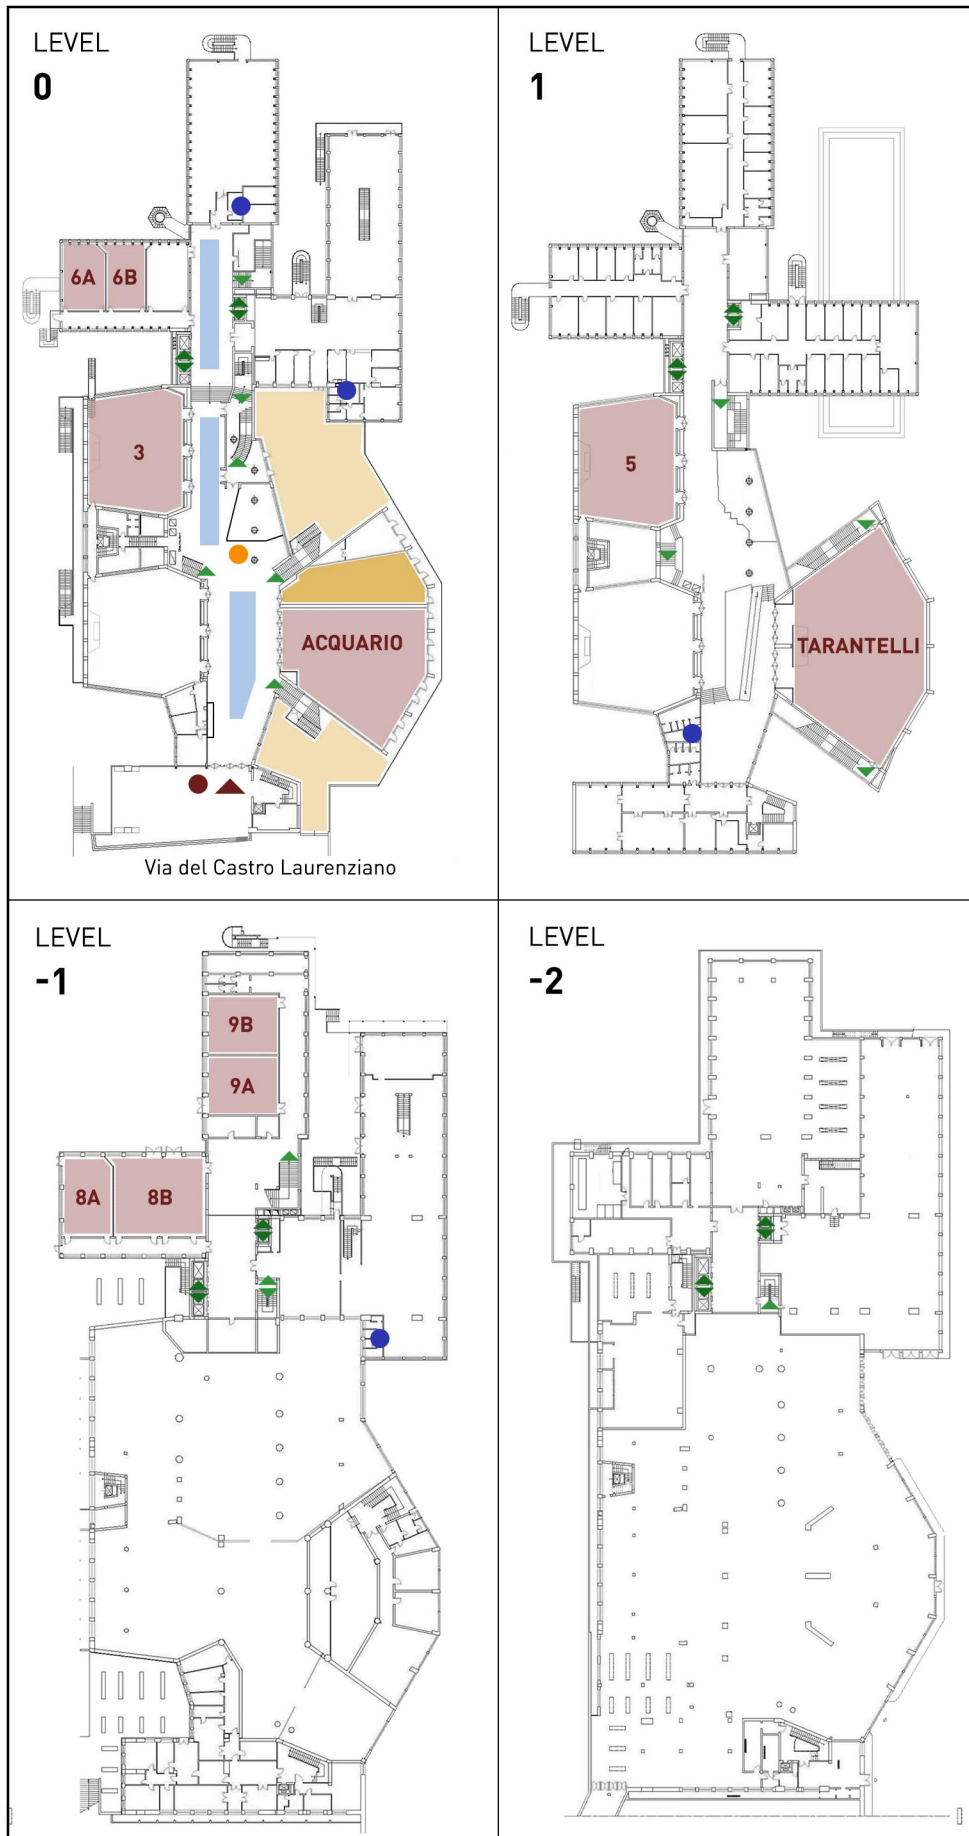 LEVEL
0
6A
6B
3
ACQUARIO
Via del Castro Laurenziano
LEVEL
1
5
TARANTELLI
LEVEL
-1
9B
9A
8A
8B
LEVEL
-2